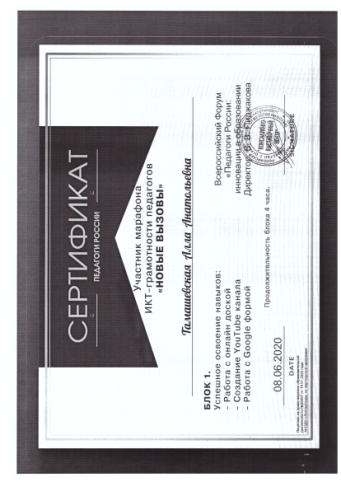 СЕРТИФИКАТ
ПЕДАГОГИ РОССИИ
Участник марафона
ИКТ-грамотности педагогов
«НОВЫЕ ВЫЗОВЫ»
Тамашевская Алла Анатольевна
БЛОК 1.
Успешное освоение навыков:
- Работа с онлайн доской
- Создание YouTube канала
- Работа с Google формой
Всероссийский Форум
«Педагоги России:
инновации в образовании
Директор В. В.
Продолжительность блока 4 часа.
08.06.2020
DATE
SIGNATURE